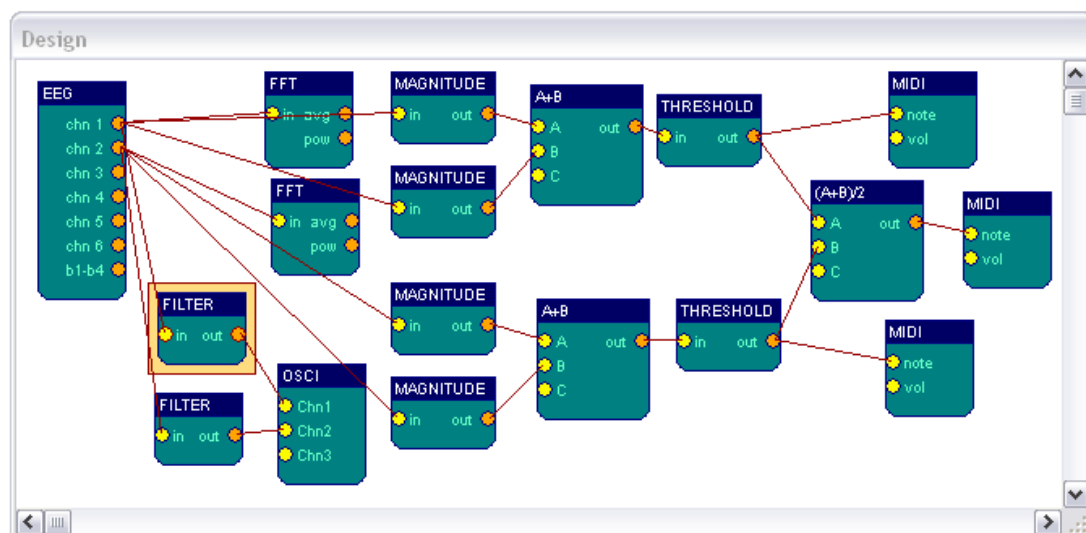 Design
EEG
chn 1
chn 2
chn 3
chn 4
chn 5
chn 6
b1-b4
FFT
in avg
pow
FFT
in avg
pow
FILTER
in out
FILTER
in out
OSCI
Chn1
Chn2
Chn3
MAGNITUDE
in out
MAGNITUDE
in out
MAGNITUDE
in out
MAGNITUDE
in out
A+B
A out
B
C
A+B
A out
B
C
THRESHOLD
in out
THRESHOLD
in out
MIDI
note
vol
(A+B)/2
A out
B
C
MIDI
note
vol
MIDI
note
vol